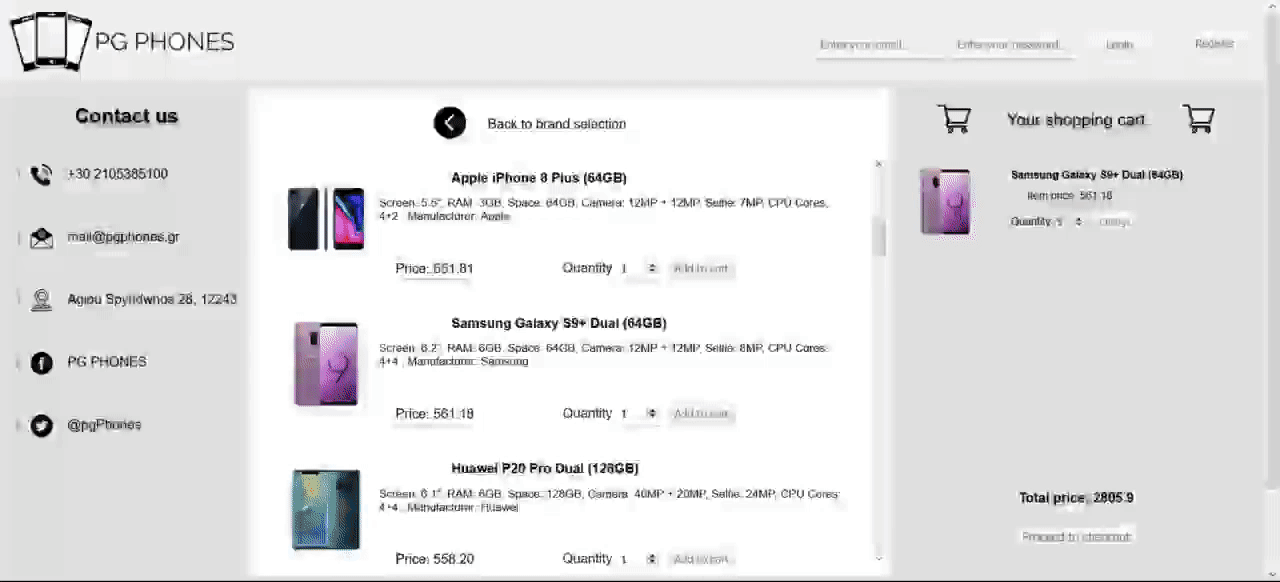 PG PHONES
Enter your email...
Enter your password...
Login
Register
Contact us
+30 2105385100
mail@pgphones.gr
Agiou Spyridwnos 28, 12243
PG PHONES
@pgPhones
Back to brand selection
Apple iPhone 8 Plus (64GB)
Screen: 5.5", RAM: 3GB, Space: 64GB, Camera: 12MP + 12MP, Selfie: 7MP, CPU Cores:
4+2 , Manufacturer: Apple
Price: 651.81
Quantity 1
Add to cart
Samsung Galaxy S9+ Dual (64GB)
Screen: 6.2", RAM: 6GB, Space: 64GB, Camera: 12MP + 12MP, Selfie: 8MP, CPU Cores:
4+4 , Manufacturer: Samsung
Price: 561.18
Quantity 1
Add to cart
Huawei P20 Pro Dual (128GB)
Screen: 6.1", RAM: 6GB, Space: 128GB, Camera: 40MP + 20MP, Selfie: 24MP, CPU Cores:
4+4 , Manufacturer: Huawei
Price: 558.20
Quantity 1
Add to cart
Your shopping cart
Samsung Galaxy S9+ Dual (64GB)
Item price: 561.18
Quantity: 5
Total price: 2805.9
Proceed to checkout